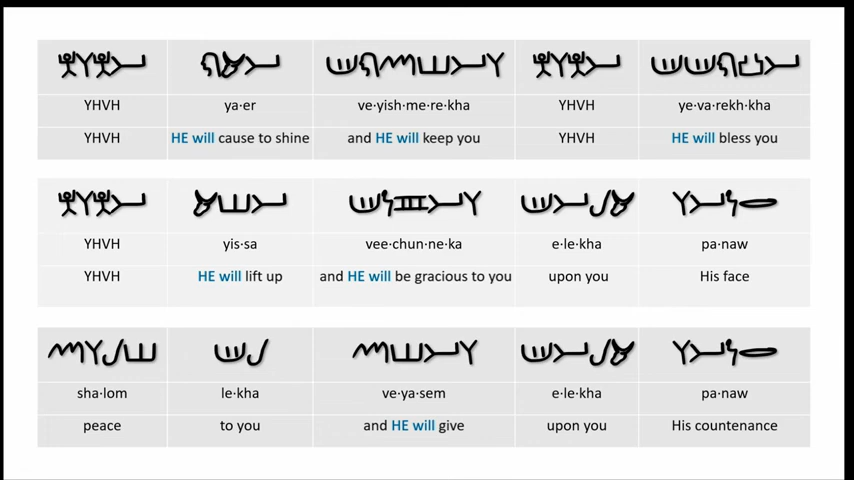 YHVH ya·er ve·yish·me·re·kha YHVH ye·va·rekh·kha
YHVH HE will cause to shine and HE will keep you YHVH HE will bless you
YHVH yis·sa vee·chun·ne·ka e·le·kha pa·naw
YHVH HE will lift up and HE will be gracious to you upon you His face
sha·lom le·kha ve·ya·sem e·le·kha pa·naw
peace to you and HE will give upon you His countenance